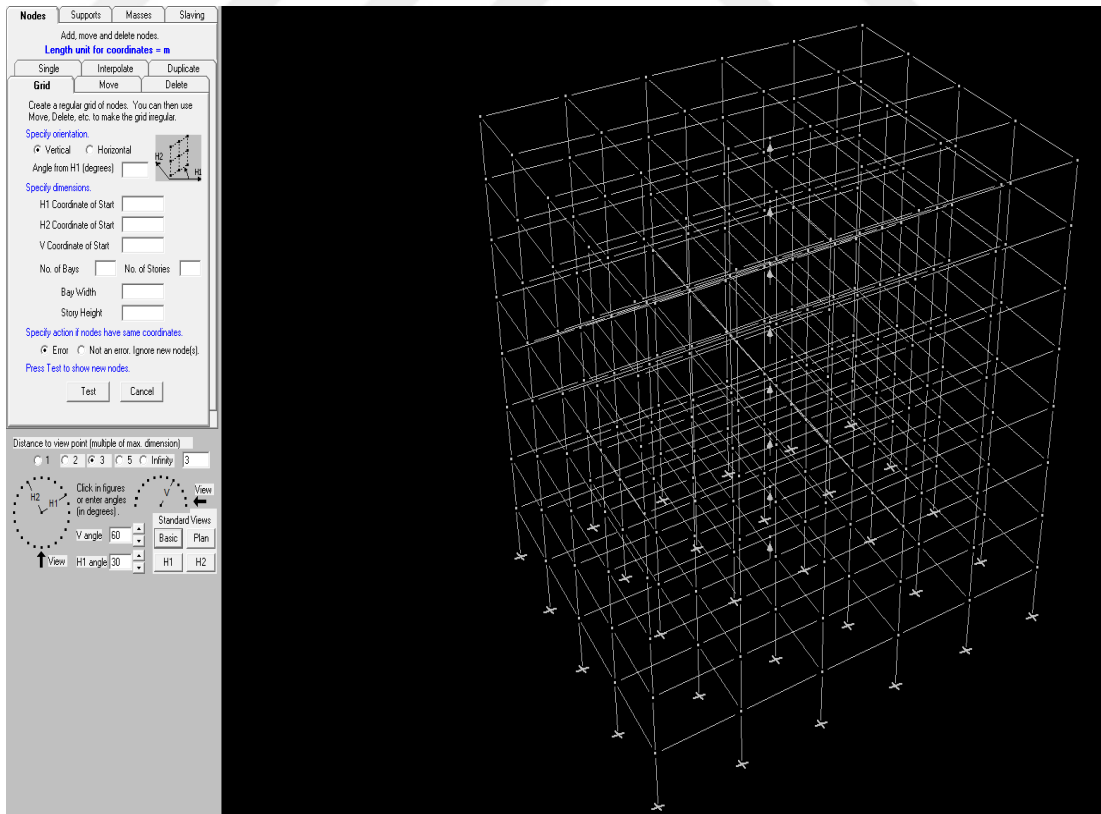 Nodes Supports Masses Slaving
Add, move and delete nodes.
Length unit for coordinates = m
Single Interpolate Duplicate
Grid Move Delete
Create a regular grid of nodes. You can then use
Move, Delete, etc. to make the grid irregular.
Specify orientation.
Vertical Horizontal
Angle from H1 (degrees)
H2
H1
Specify dimensions.
H1 Coordinate of Start
H2 Coordinate of Start
V Coordinate of Start
No. of Bays No. of Stories
Bay Width
Story Height
Specify action if nodes have same coordinates.
Error Not an error. Ignore new node(s).
Press Test to show new nodes.
Test Cancel
Distance to view point (multiple of max. dimension)
1 2 3 5 Infinity 3
H2 H1
Click in figures
or enter angles
(in degrees).
V
View
V angle 60
Standard Views
Basic Plan
View
H1 angle 30
H1 H2